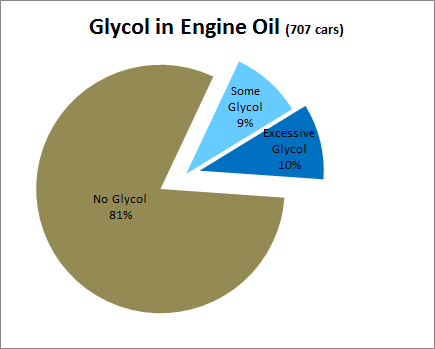 Glycol in Engine Oil (707 cars)
Some
Glycol
9%
Excessive
Glycol
10%
No Glycol
81%